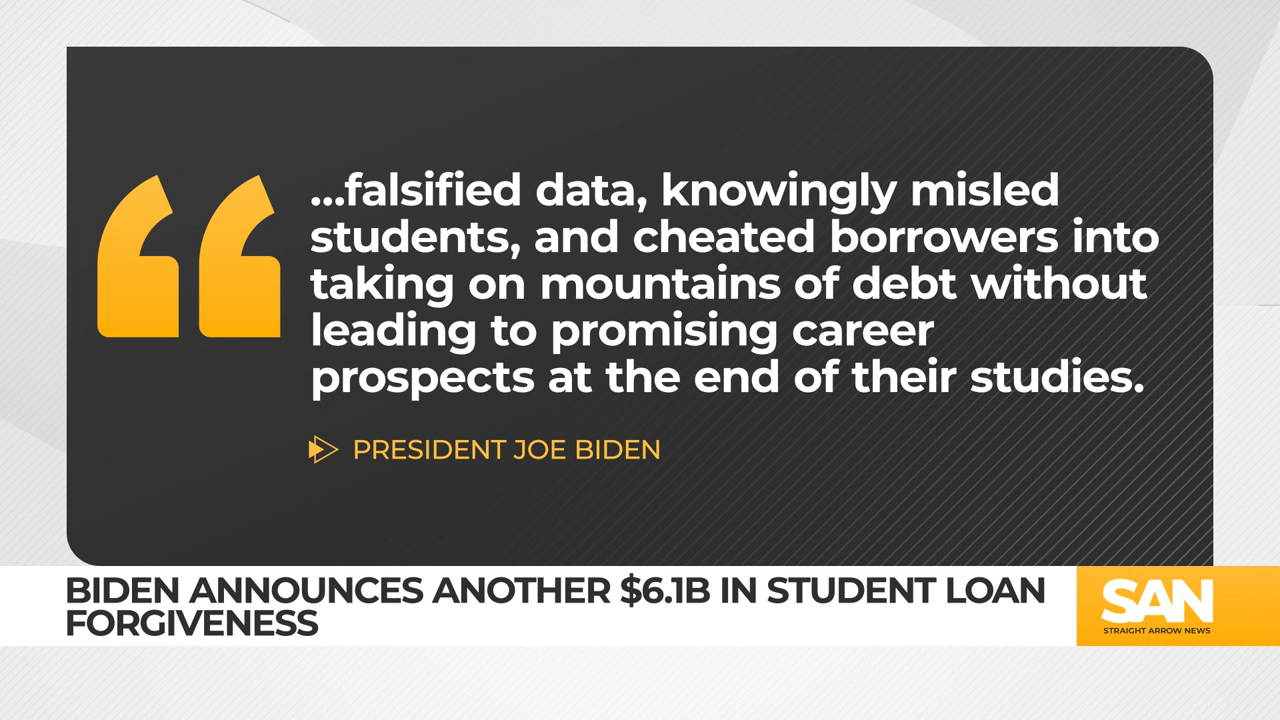 ...falsified data, knowingly misled
students, and cheated borrowers into
taking on mountains of debt without
leading to promising career
prospects at the end of their studies.
PRESIDENT JOE BIDEN
BIDEN ANNOUNCES ANOTHER $6.1B IN STUDENT LOAN
FORGIVENESS
SAN
STRAIGHT ARROW NEWS